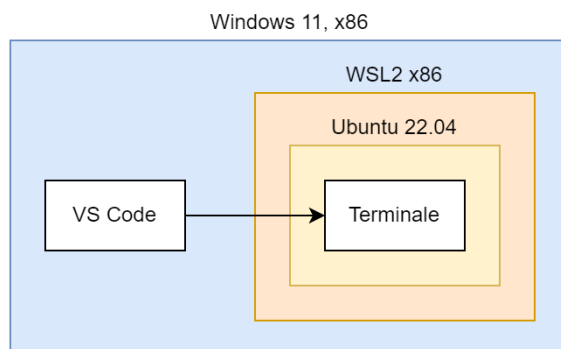 Windows 11, x86
WSL2 x86
Ubuntu 22.04
VS Code
Terminale